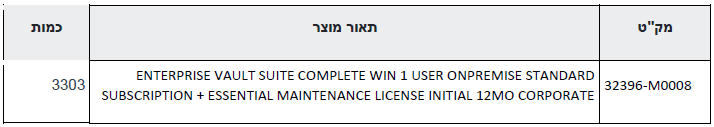 מק"ט תאור מוצר כמות
32396-M0008 ENTERPRISE VAULT SUITE COMPLETE WIN 1 USER ONPREMISE STANDARD 3303
SUBSCRIPTION + ESSENTIAL MAINTENANCE LICENSE INITIAL 12MO CORPORATE